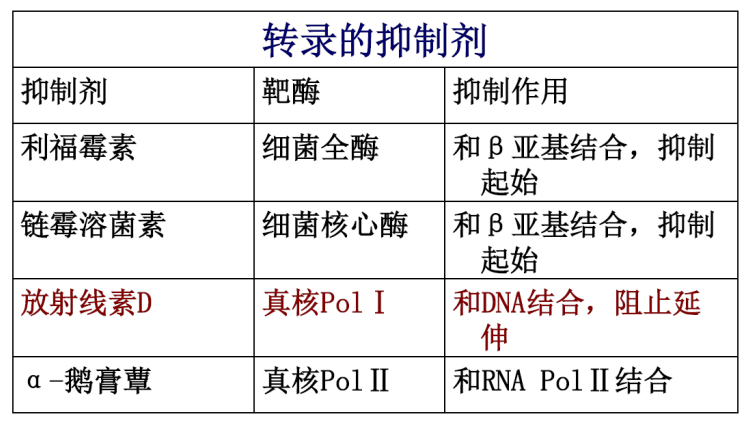 转录的抑制剂
抑制剂 靶酶 抑制作用
利福霉素 细菌全酶 和β亚基结合，抑制
起始
链霉溶菌素 细菌核心酶 和β亚基结合，抑制
起始
放射线素D 真核PolⅠ 和DNA结合，阻止延
伸
α-鹅膏蕈 真核PolⅡ 和RNA PolⅡ结合